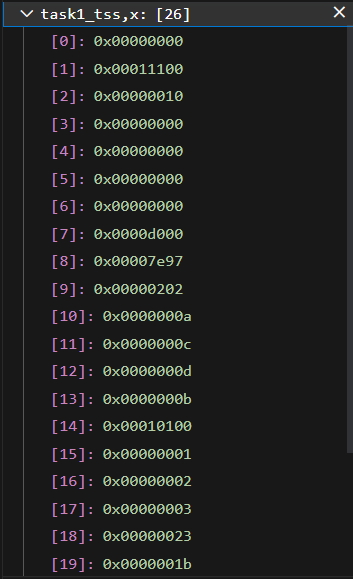 task1_tss,x: [26]
[0]: 0x00000000
[1]: 0x00011100
[2]: 0x00000010
[3]: 0x00000000
[4]: 0x00000000
[5]: 0x00000000
[6]: 0x00000000
[7]: 0x0000d000
[8]: 0x00007e97
[9]: 0x00000202
[10]: 0x0000000a
[11]: 0x0000000c
[12]: 0x0000000d
[13]: 0x0000000b
[14]: 0x00010100
[15]: 0x00000001
[16]: 0x00000002
[17]: 0x00000003
[18]: 0x00000023
[19]: 0x0000001b